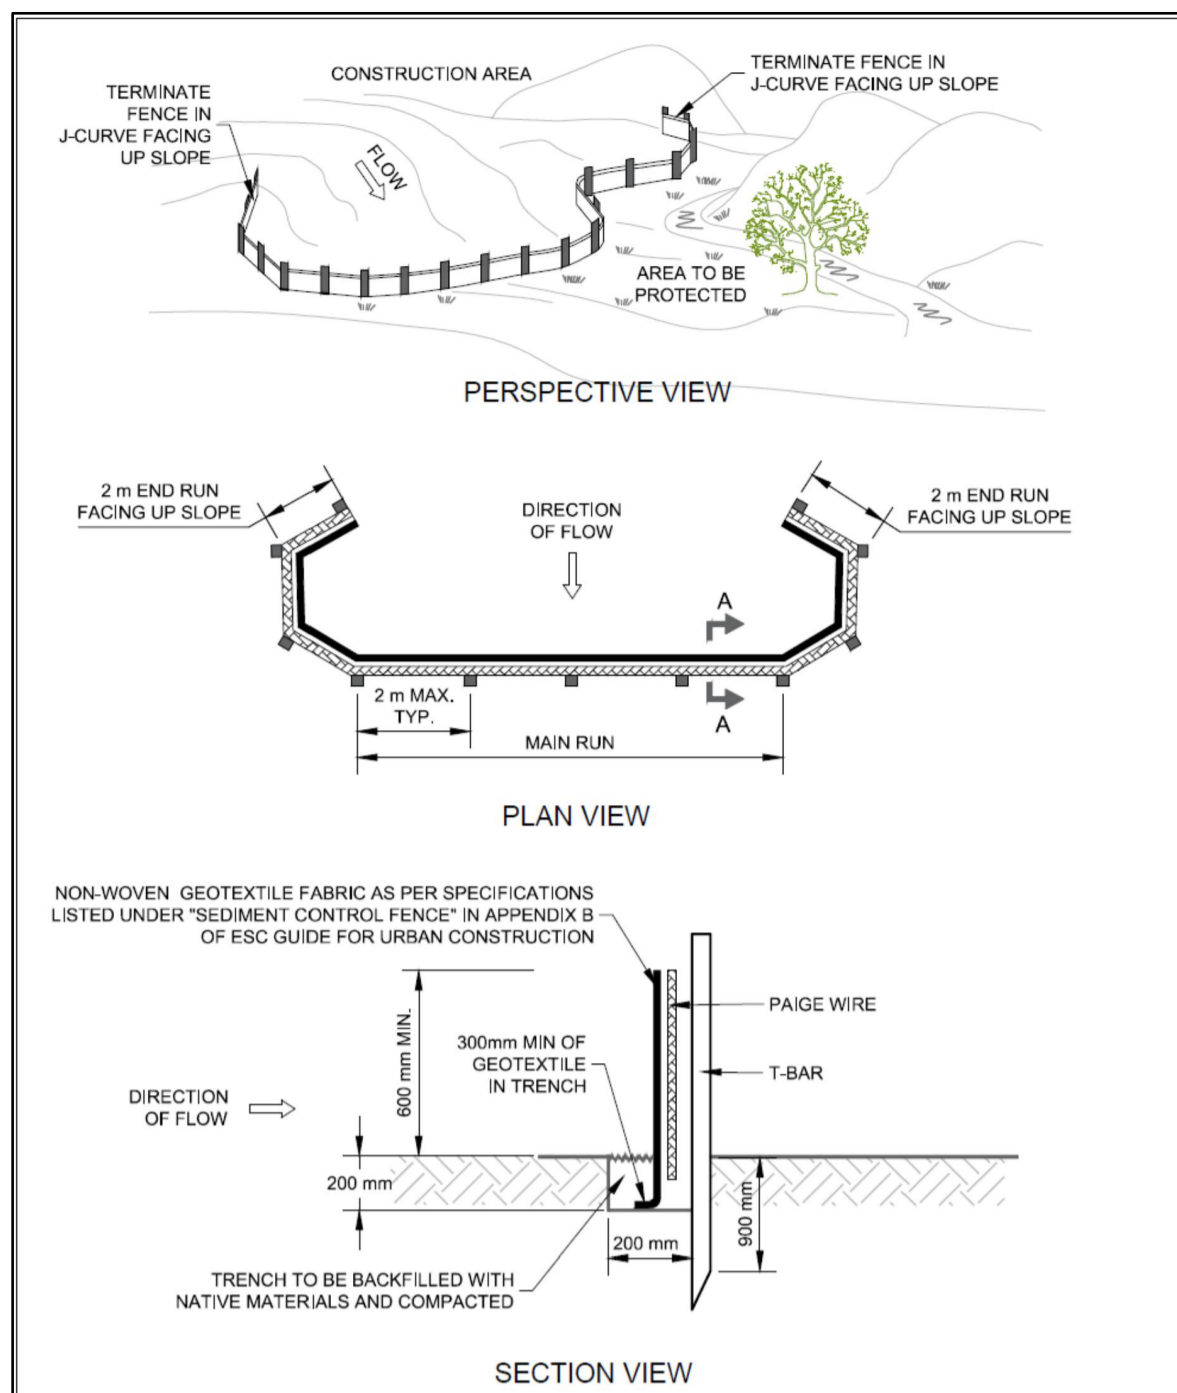 CONSTRUCTION AREA
TERMINATE FENCE IN
J-CURVE FACING UP SLOPE
TERMINATE
FENCE IN
J-CURVE FACING
UP SLOPE
FLOW
AREA TO BE
PROTECTED
PERSPECTIVE VIEW
2 m END RUN
FACING UP SLOPE
DIRECTION
OF FLOW
2 m END RUN
FACING UP SLOPE
A
2 m MAX.
TYP.
A
MAIN RUN
PLAN VIEW
NON-WOVEN GEOTEXTILE FABRIC AS PER SPECIFICATIONS
LISTED UNDER "SEDIMENT CONTROL FENCE" IN APPENDIX B
OF ESC GUIDE FOR URBAN CONSTRUCTION
PAIGE WIRE
600 mm MIN.
300mm MIN OF
GEOTEXTILE
IN TRENCH
T-BAR
DIRECTION
OF FLOW
200 mm
900 mm
200 mm
TRENCH TO BE BACKFILLED WITH
NATIVE MATERIALS AND COMPACTED
SECTION VIEW